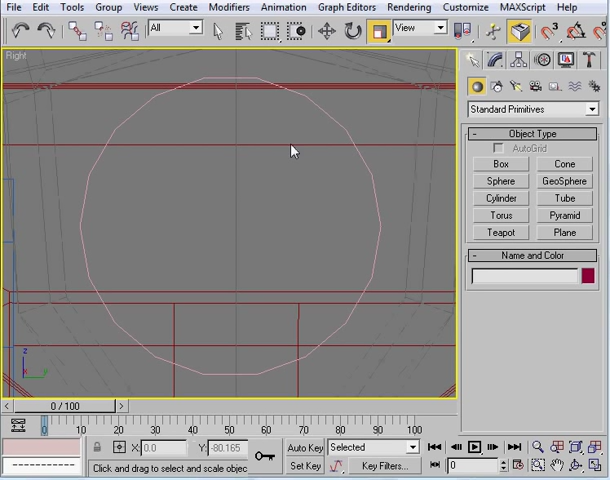 File Edit Tools Group Views Create Modifiers Animation Graph Editors Rendering Customize MAXScript Help
All View 3
Right
Standard Primitives
- Object Type
AutoGrid
Box Cone
Sphere GeoSphere
Cylinder Tube
Torus Pyramid
Teapot Plane
- Name and Color
z
x y
< 0 / 100 >
0 10 20 30 40 50 60 70 80 90 100
X: 0.0 Y: -80.165 Auto Key Selected
Click and drag to select and scale objec Set Key Key Filters... 0